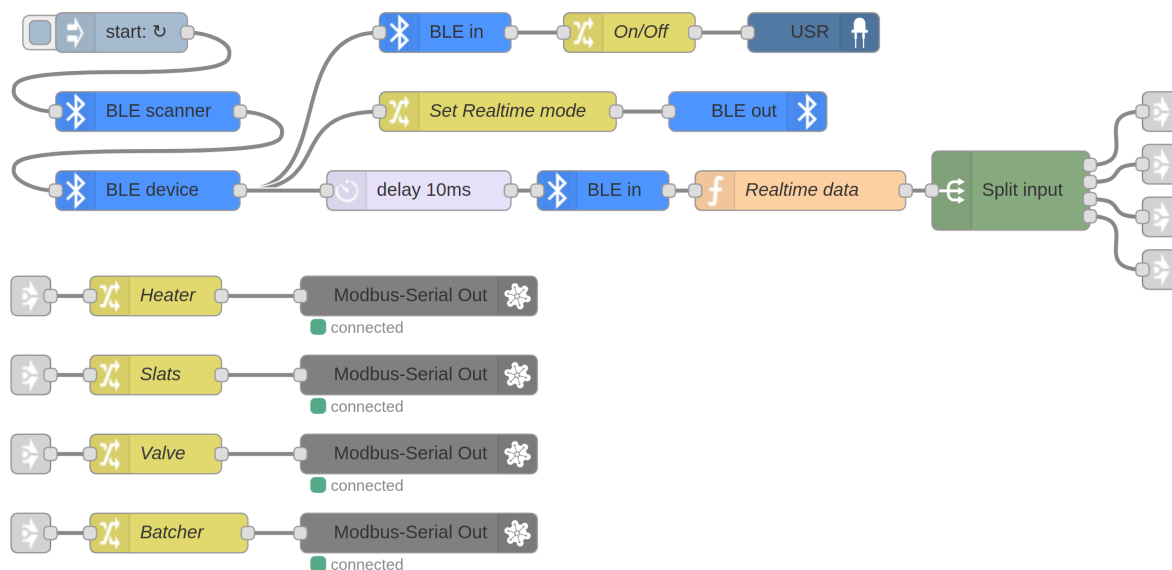 start: ↻
BLE in
On/Off
USR
BLE scanner
Set Realtime mode
BLE out
BLE device
delay 10ms
BLE in
Realtime data
Split input
Heater
Modbus-Serial Out
connected
Slats
Modbus-Serial Out
connected
Valve
Modbus-Serial Out
connected
Batcher
Modbus-Serial Out
connected